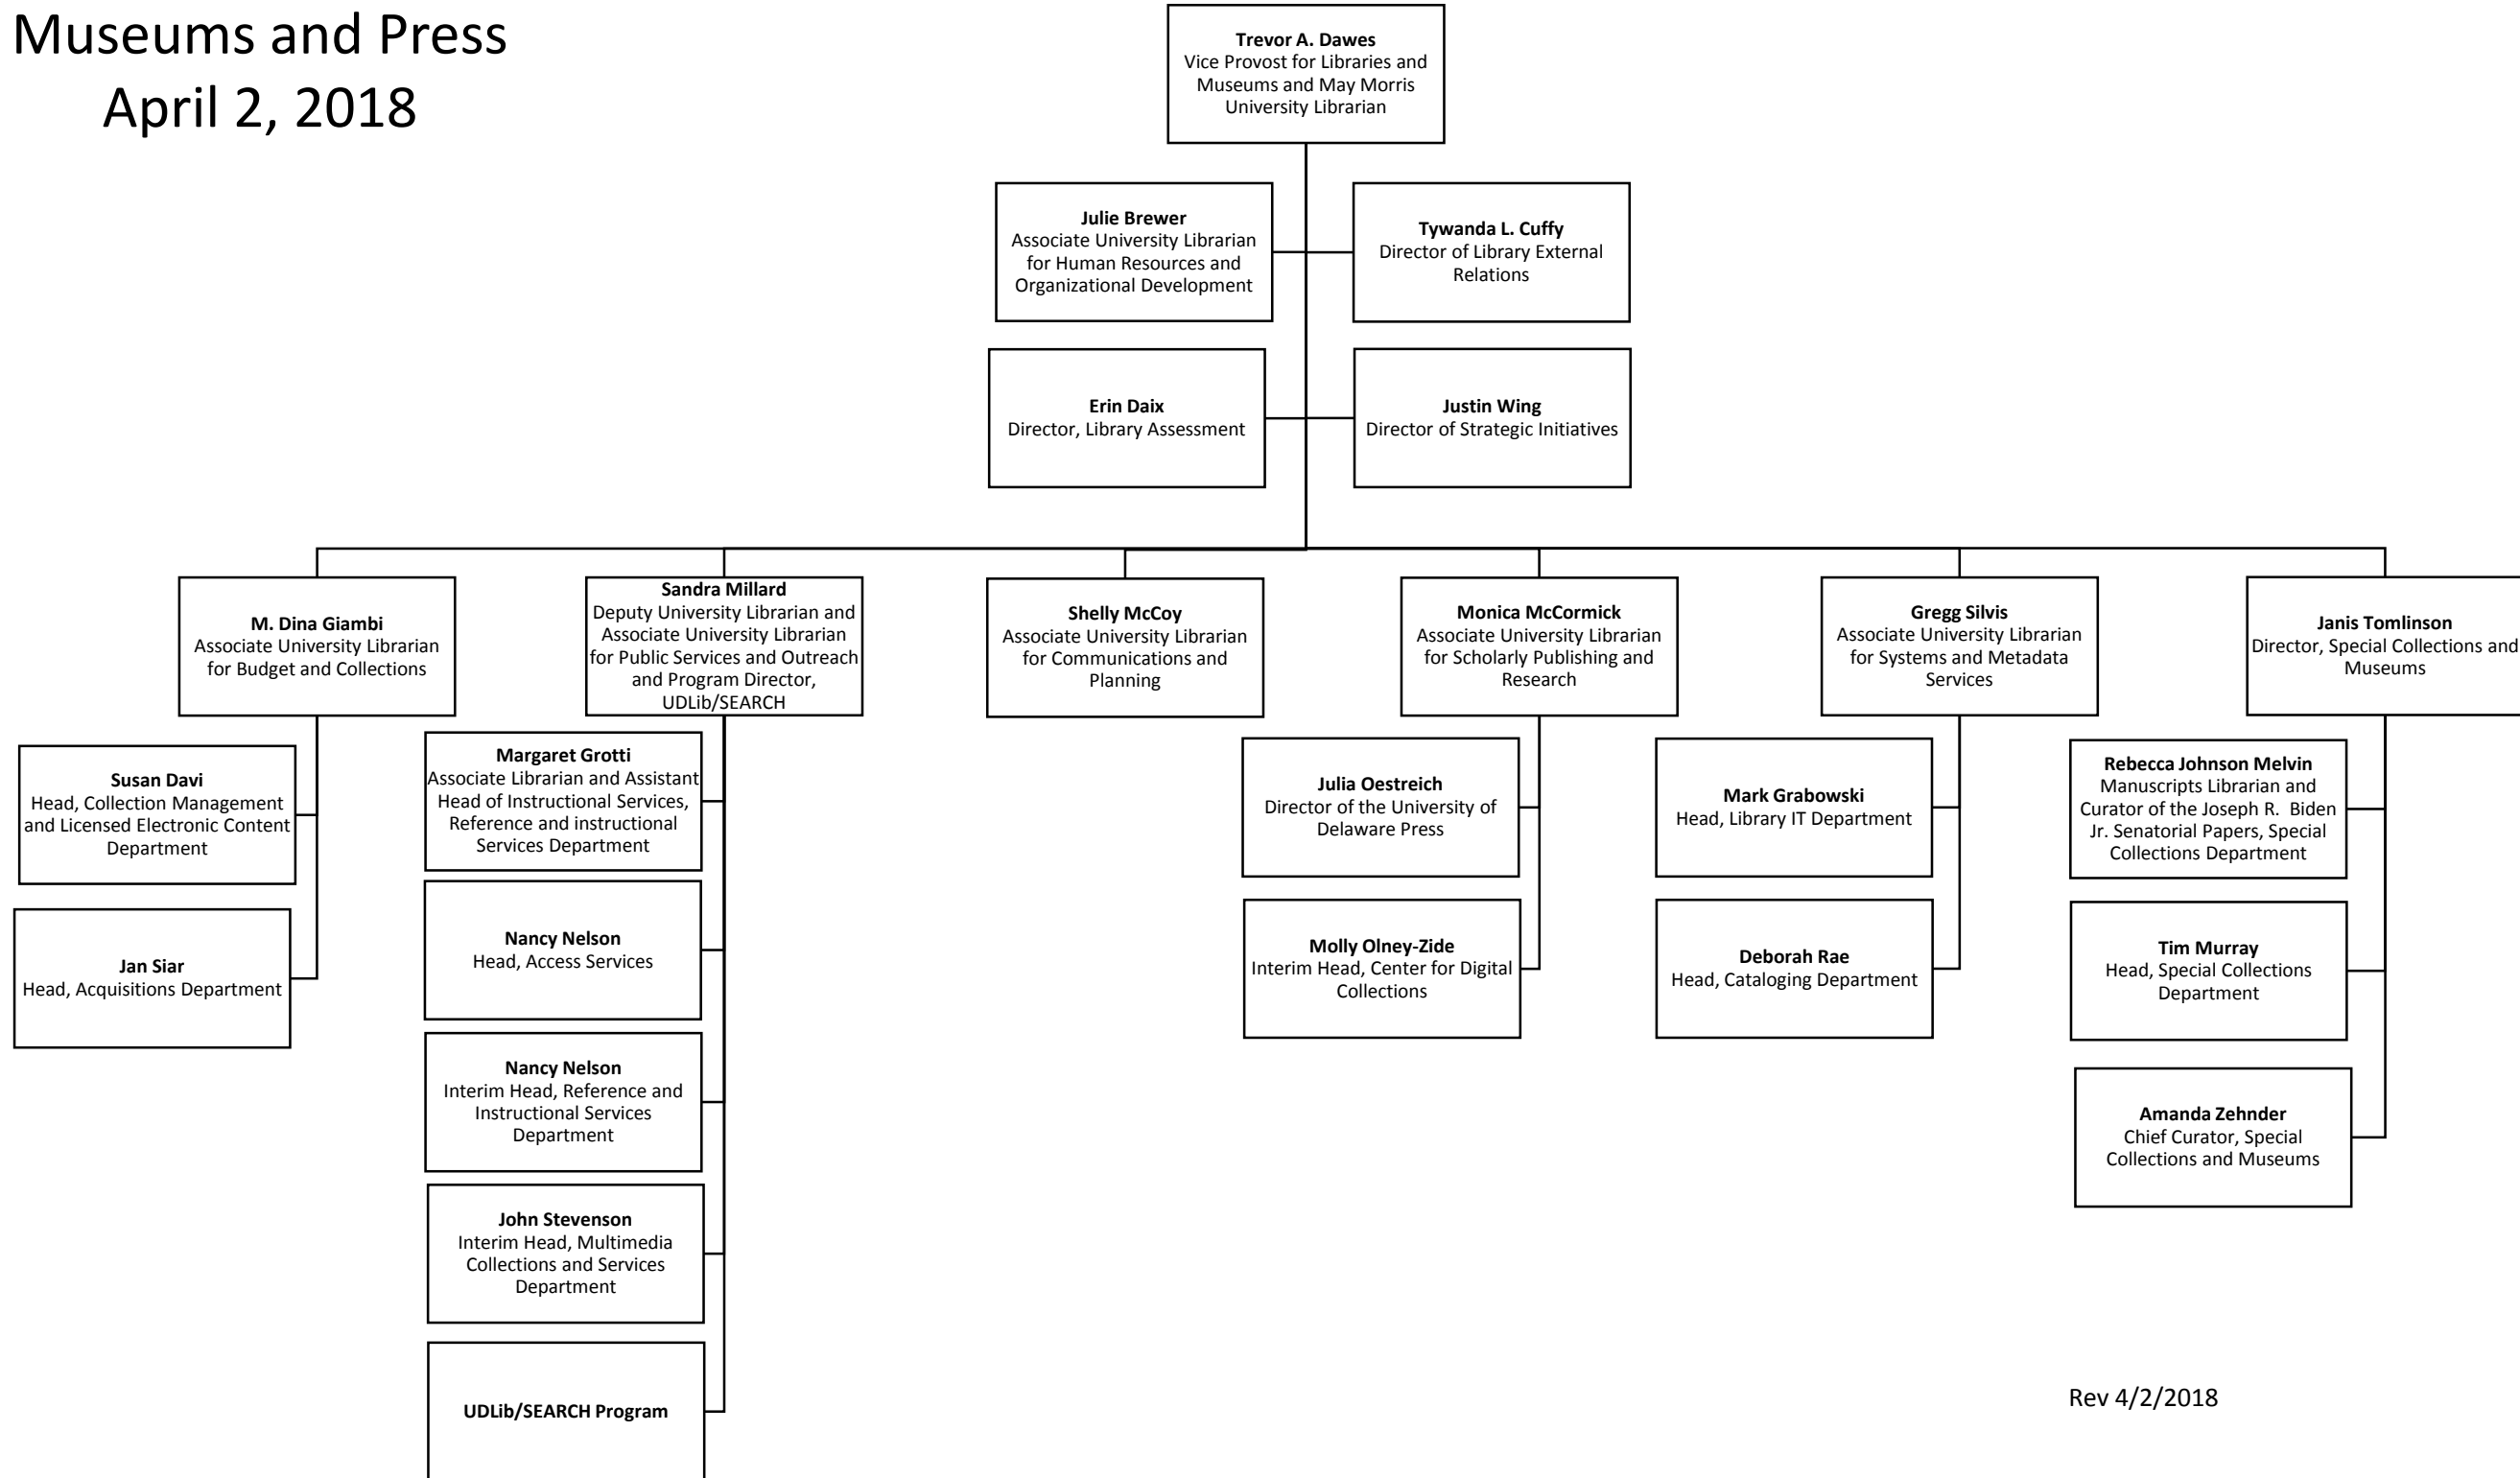 Museums and Press
April 2, 2018
Trevor A. Dawes
Vice Provost for Libraries and
Museums and May Morris
University Librarian
Julie Brewer
Associate University Librarian
for Human Resources and
Organizational Development
Tywanda L. Cuffy
Director of Library External
Relations
Erin Daix
Director, Library Assessment
Justin Wing
Director of Strategic Initiatives
M. Dina Giambi
Associate University Librarian
for Budget and Collections
Sandra Millard
Deputy University Librarian and
Associate University Librarian
for Public Services and Outreach
and Program Director,
UDLib/SEARCH
Shelly McCoy
Associate University Librarian
for Communications and
Planning
Monica McCormick
Associate University Librarian
for Scholarly Publishing and
Research
Gregg Silvis
Associate University Librarian
for Systems and Metadata
Services
Janis Tomlinson
Director, Special Collections and
Museums
Susan Davi
Head, Collection Management
and Licensed Electronic Content
Department
Jan Siar
Head, Acquisitions Department
Margaret Grotti
Associate Librarian and Assistant
Head of Instructional Services,
Reference and instructional
Services Department
Nancy Nelson
Head, Access Services
Nancy Nelson
Interim Head, Reference and
Instructional Services
Department
John Stevenson
Interim Head, Multimedia
Collections and Services
Department
UDLib/SEARCH Program
Julia Oestreich
Director of the University of
Delaware Press
Molly Olney-Zide
Interim Head, Center for Digital
Collections
Mark Grabowski
Head, Library IT Department
Deborah Rae
Head, Cataloging Department
Rebecca Johnson Melvin
Manuscripts Librarian and
Curator of the Joseph R. Biden
Jr. Senatorial Papers, Special
Collections Department
Tim Murray
Head, Special Collections
Department
Amanda Zehnder
Chief Curator, Special
Collections and Museums
Rev 4/2/2018